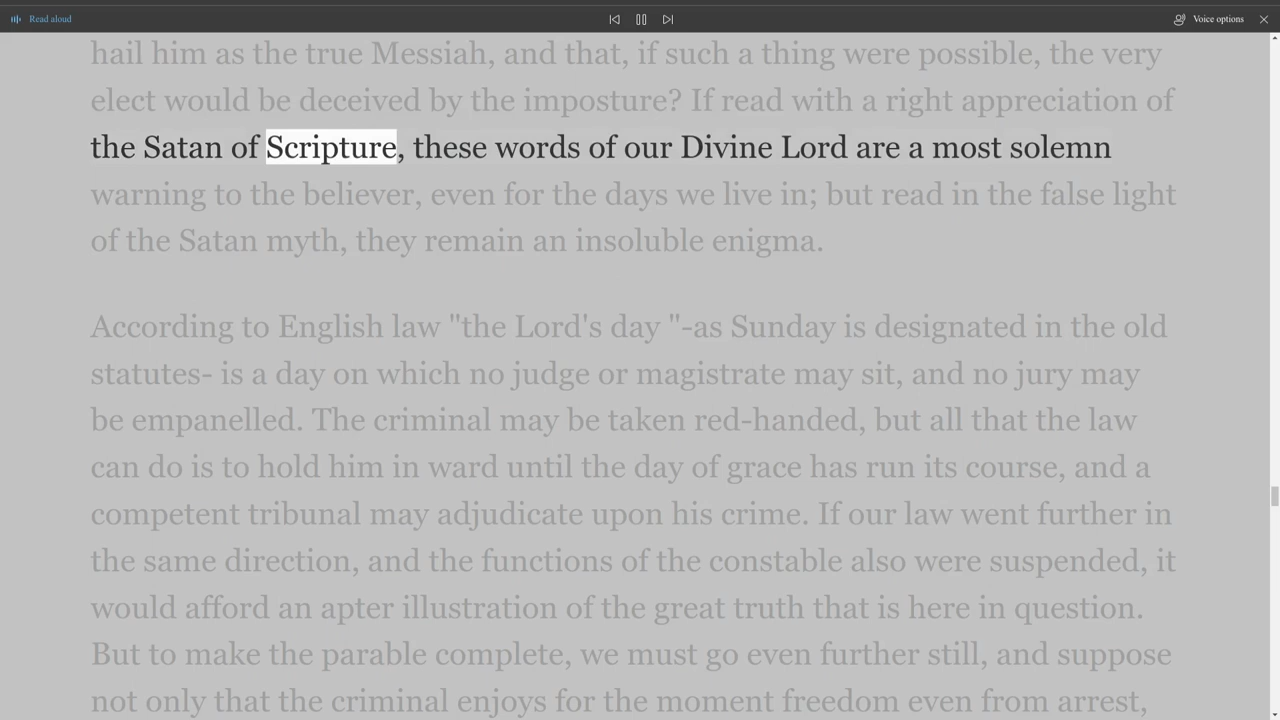 Read aloud
Voice options
hail him as the true Messiah, and that, if such a thing were possible, the very
elect would be deceived by the imposture? If read with a right appreciation of
the Satan of Scripture, these words of our Divine Lord are a most solemn
warning to the believer, even for the days we live in; but read in the false light
of the Satan myth, they remain an insoluble enigma.
According to English law "the Lord's day "-as Sunday is designated in the old
statutes- is a day on which no judge or magistrate may sit, and no jury may
be empanelled. The criminal may be taken red-handed, but all that the law
can do is to hold him in ward until the day of grace has run its course, and a
competent tribunal may adjudicate upon his crime. If our law went further in
the same direction, and the functions of the constable also were suspended, it
would afford an apter illustration of the great truth that is here in question.
But to make the parable complete, we must go even further still, and suppose
not only that the criminal enjoys for the moment freedom even from arrest,